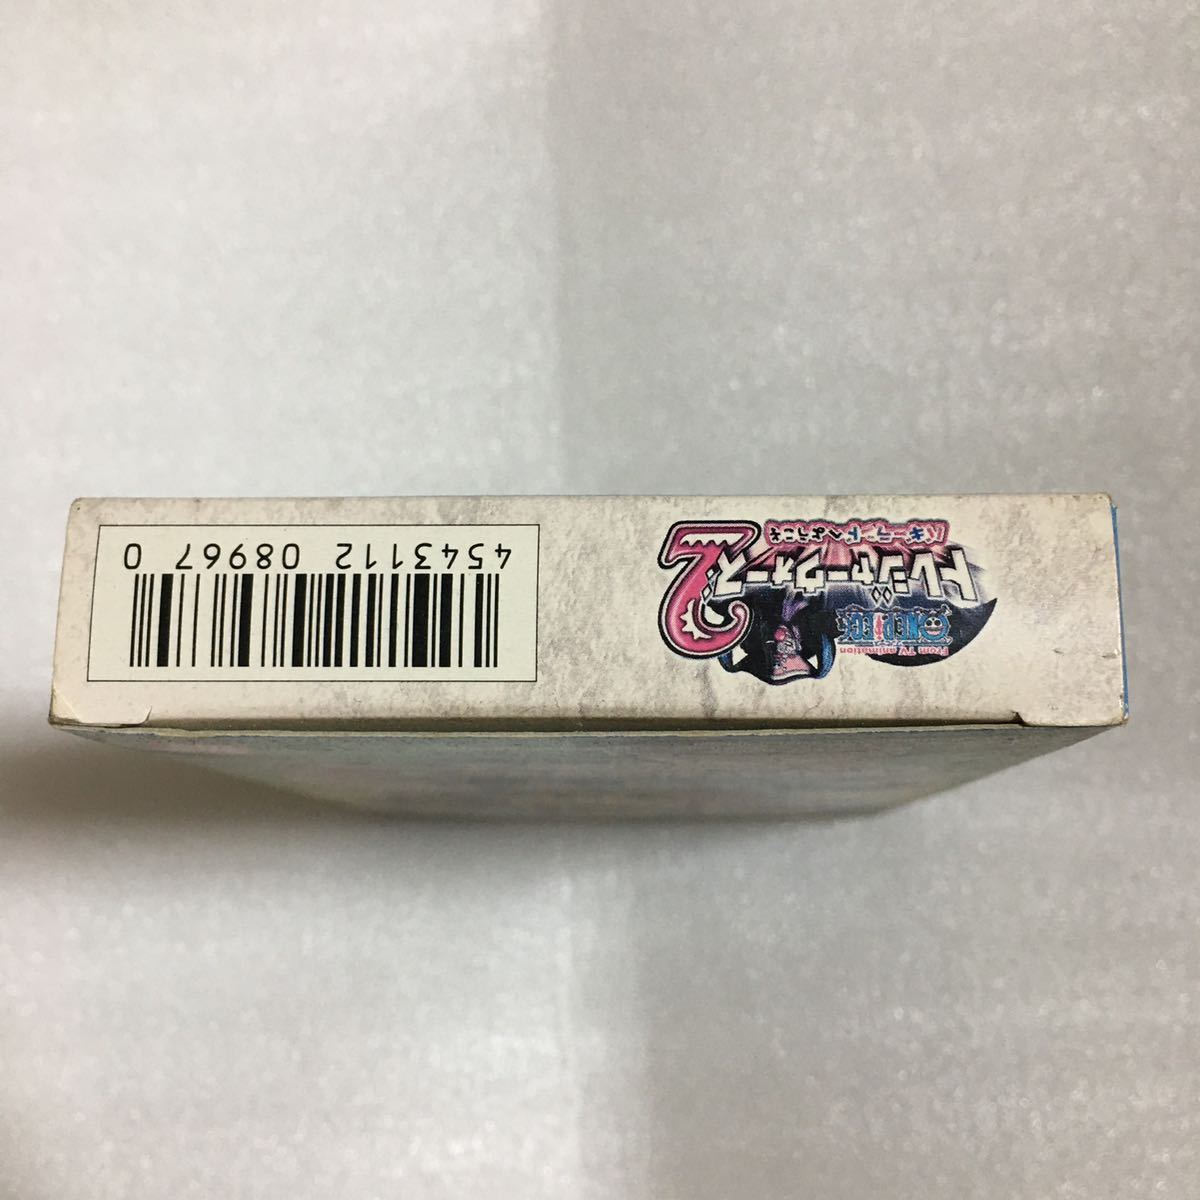 From TV animation
ONE PIECE
トレジャーウォーズ
2
バギーランドへようこそ
4543112 08967 0